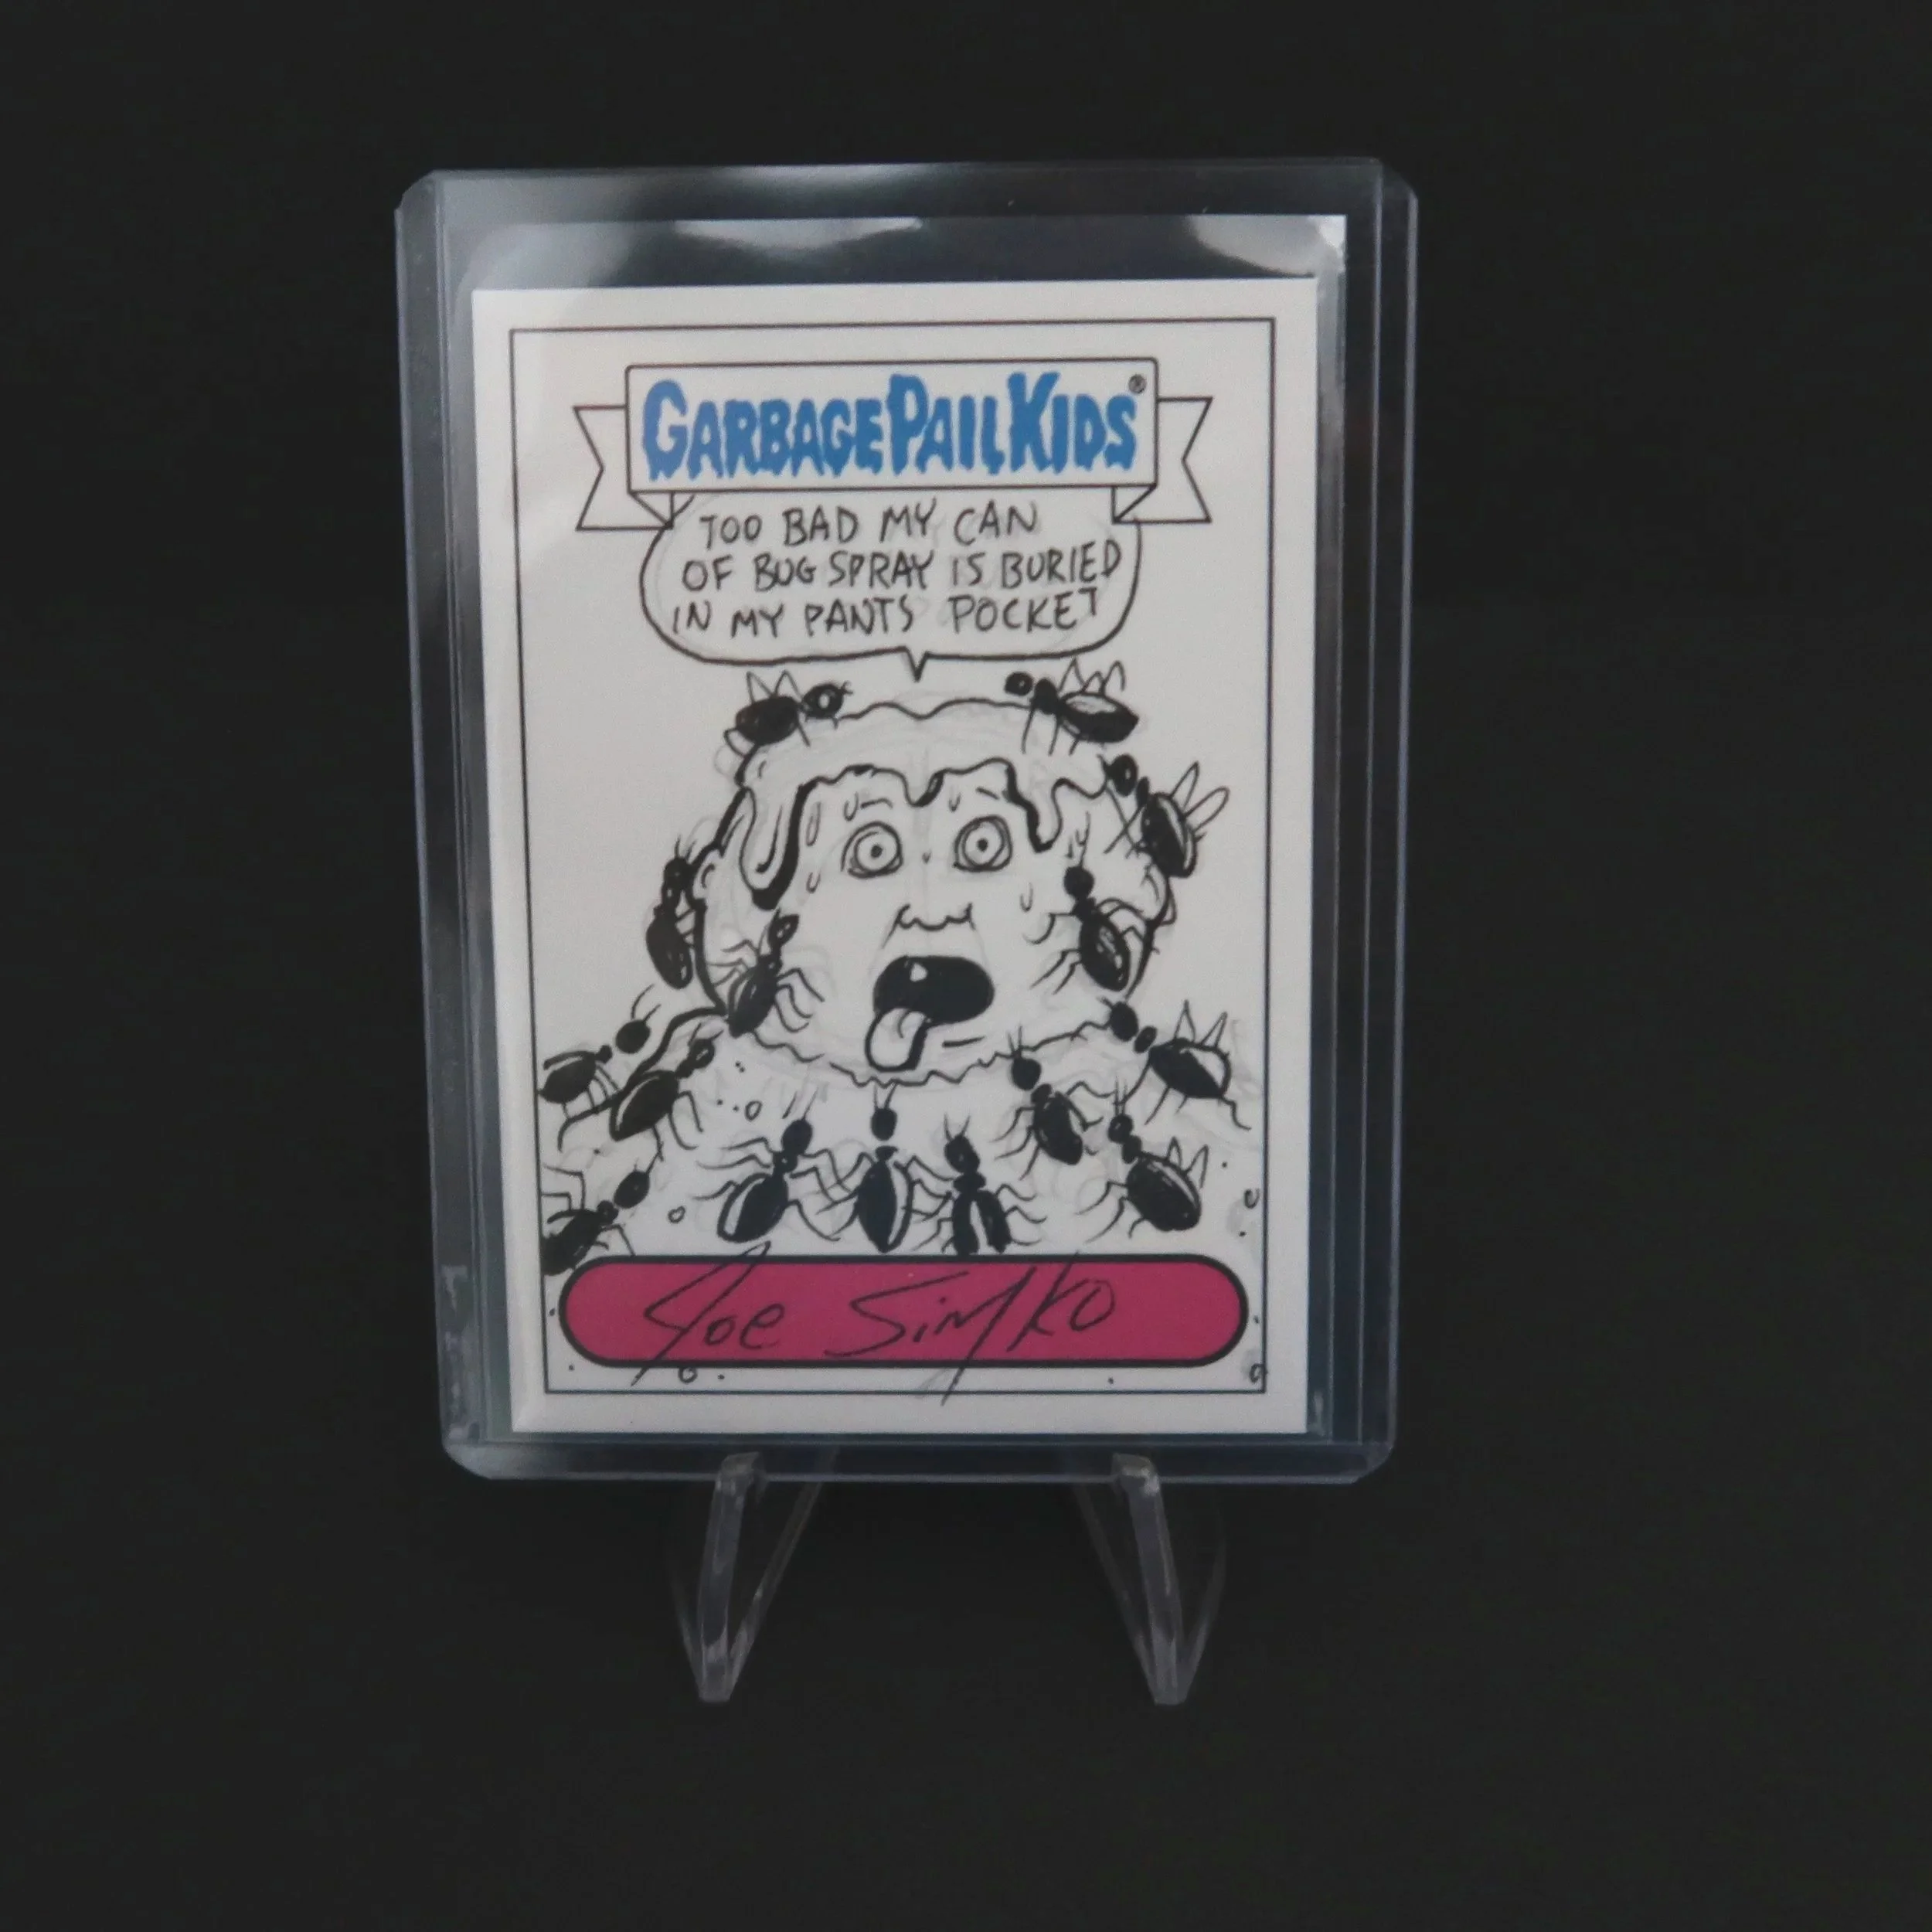 GARBAGE PAIL KIDS®
TOO BAD MY CAN
OF BUG SPRAY IS BURIED
IN MY PANTS POCKET
Joe Simko